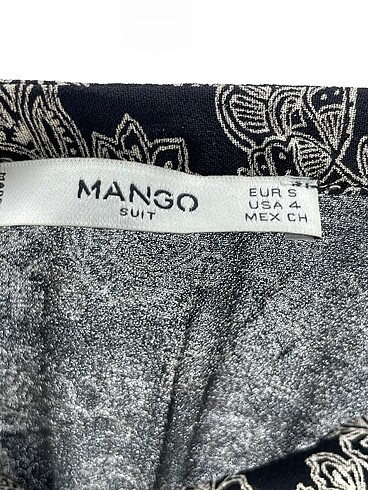 MANGO
SUIT
EUR S
USA 4
MEX CH